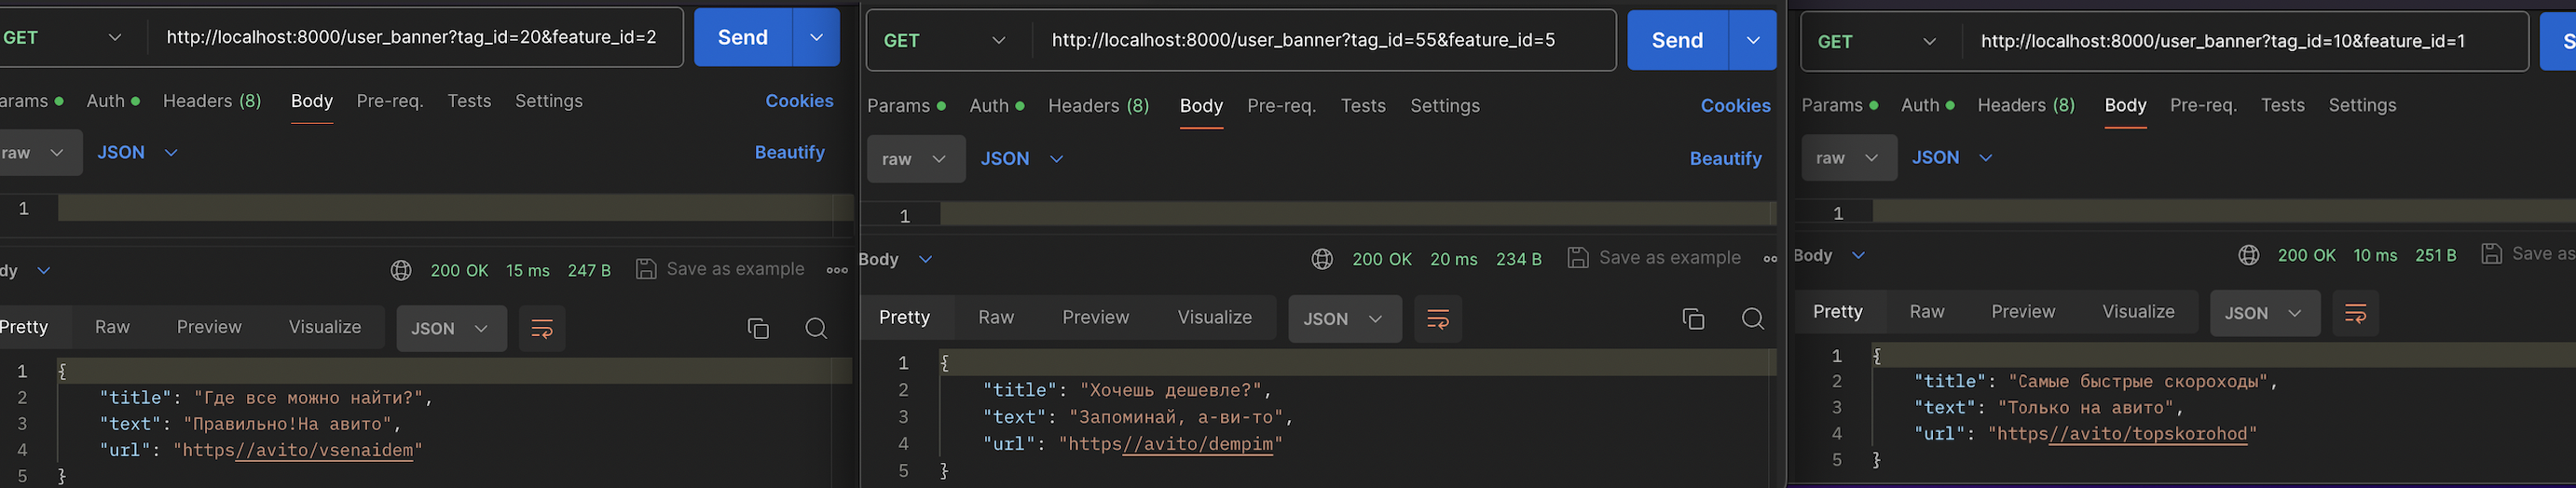 GET http://localhost:8000/user_banner?tag_id=20&feature_id=2 Send
arams Auth Headers (8) Body Pre-req. Tests Settings Cookies
raw JSON Beautify
1
dy 200 OK 15 ms 247 B Save as example
Pretty Raw Preview Visualize JSON
1 {
2 "title": "Где все можно найти?",
3 "text": "Правильно!На авито",
4 "url": "https//avito/vsenaidem"
5 }
GET http://localhost:8000/user_banner?tag_id=55&feature_id=5 Send
Params Auth Headers (8) Body Pre-req. Tests Settings Cookies
raw JSON Beautify
1
Body 200 OK 20 ms 234 B Save as example
Pretty Raw Preview Visualize JSON
1 {
2 "title": "Хочешь дешевле?",
3 "text": "Запоминай, а-ви-то",
4 "url": "https//avito/dempim"
5 }
GET http://localhost:8000/user_banner?tag_id=10&feature_id=1 S
Params Auth Headers (8) Body Pre-req. Tests Settings
raw JSON
1
Body 200 OK 10 ms 251 B Save as
Pretty Raw Preview Visualize JSON
1 {
2 "title": "Самые быстрые скороходы",
3 "text": "Только на авито",
4 "url": "https//avito/topskorohod"
5 }